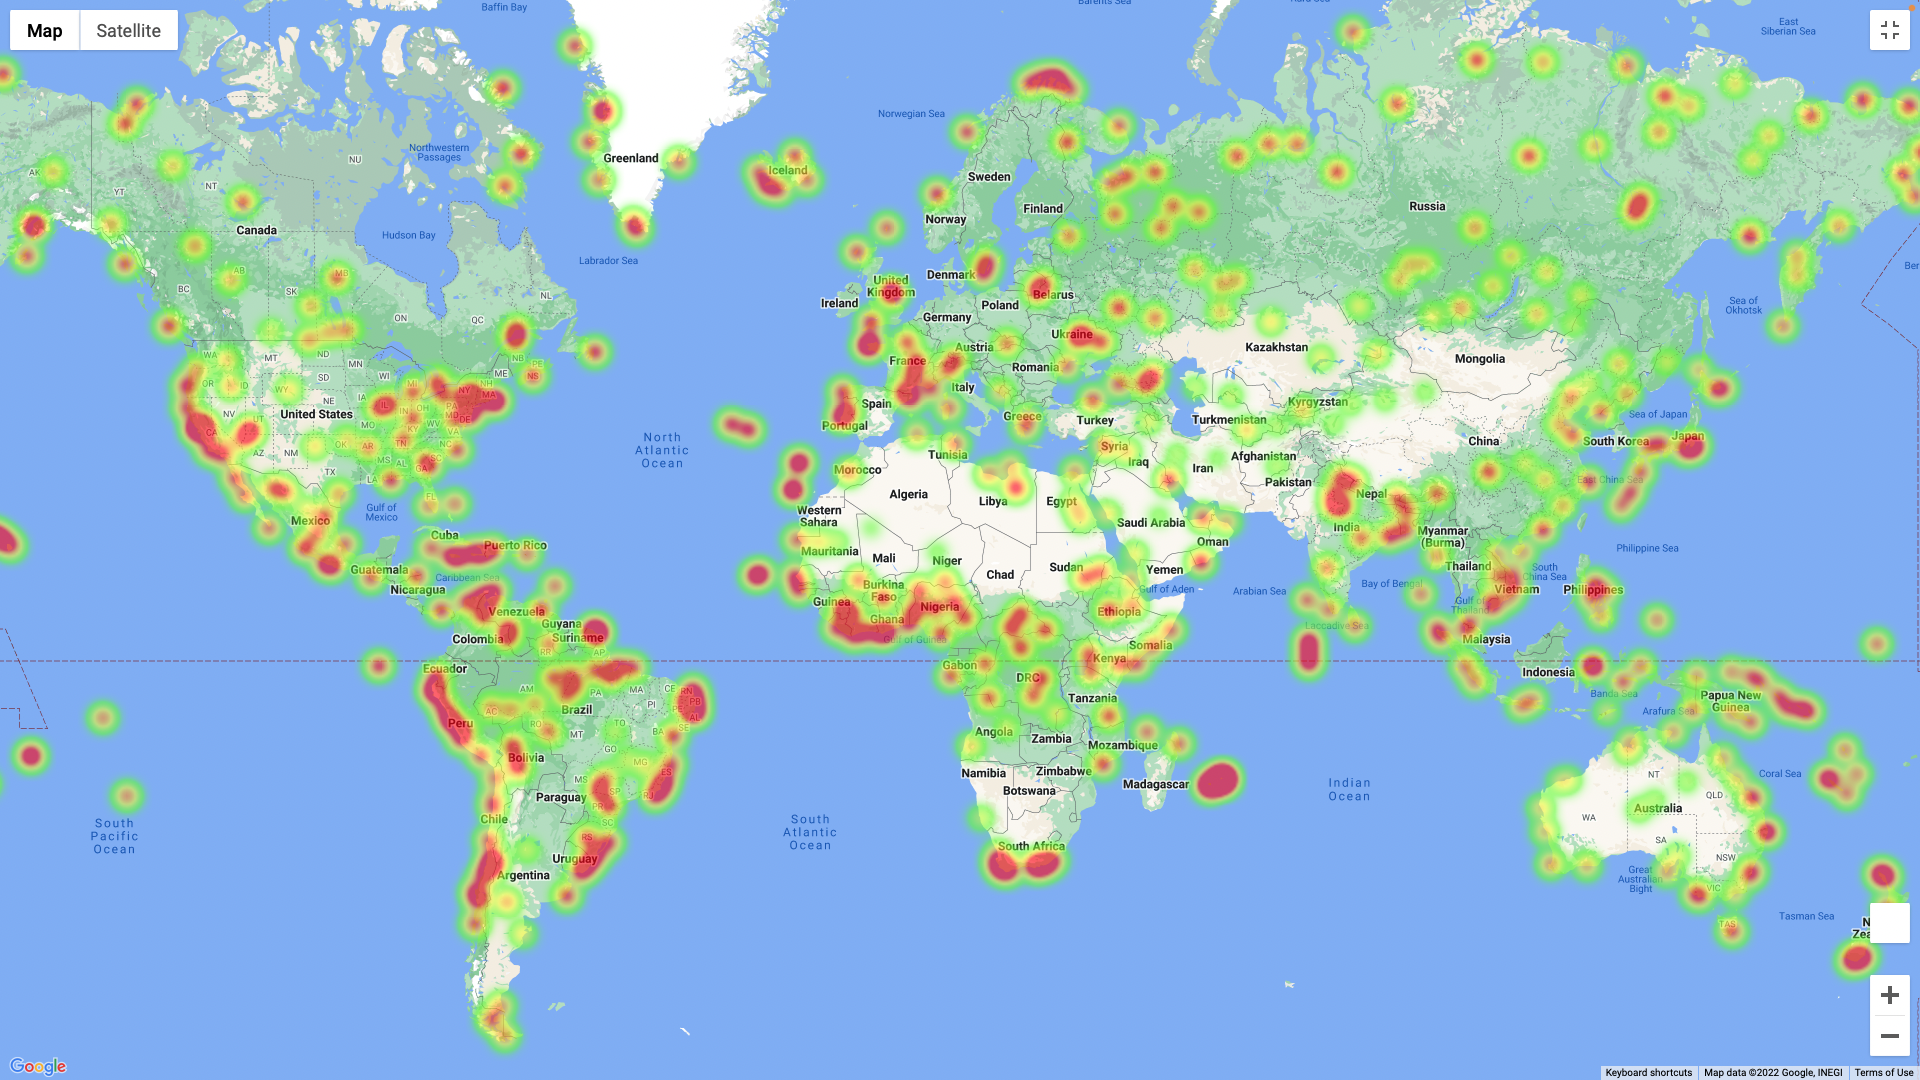 Map
Satellite
Baffin Bay
Barents Sea
Kara Sea
East
Siberian Sea
Norwegian Sea
Northwestern
Passages
NU
Greenland
Iceland
AK
YT
NT
Sweden
Finland
Norway
Russia
Canada
Hudson Bay
Labrador Sea
AB
MB
SK
BC
ON
QC
NL
Denmark
United
Kingdom
Ireland
Belarus
Poland
Germany
Sea of
Okhotsk
Ukraine
Austria
France
Romania
Kazakhstan
Mongolia
WA
MT
ND
MN
NB
PE
NS
ME
OR
ID
WY
SD
WI
MI
NY
NH
MA
Italy
Spain
Portugal
Greece
Turkey
Turkmenistan
Kyrgyzstan
Sea of Japan
Japan
South Korea
China
NV
UT
CA
United States
NE
IA
IL
IN
OH
PA
MD
DE
MO
KY
WV
VA
AZ
NM
OK
AR
TN
NC
SC
MS
AL
GA
TX
LA
FL
North
Atlantic
Ocean
Tunisia
Morocco
Algeria
Libya
Egypt
Syria
Iraq
Iran
Afghanistan
Pakistan
Nepal
East China Sea
Gulf of
Mexico
Mexico
Cuba
Puerto Rico
Western
Sahara
Mauritania
Mali
Niger
Chad
Sudan
Saudi Arabia
Oman
Yemen
India
Myanmar
(Burma)
Philippine Sea
Guatemala
Caribbean Sea
Nicaragua
Burkina
Faso
Guinea
Ghana
Nigeria
Gulf of Guinea
Gulf of Aden
Ethiopia
Arabian Sea
Bay of Bengal
Thailand
South
China Sea
Vietnam
Gulf of
Thailand
Philippines
Laccadive Sea
Venezuela
Guyana
Suriname
Colombia
RR
AP
Somalia
Malaysia
Ecuador
Gabon
Kenya
DRC
Indonesia
Banda Sea
Papua New
Guinea
Arafura Sea
AM
PA
MA
CE
RN
PB
PE
AL
SE
PI
AC
Brazil
Tanzania
Peru
RO
TO
BA
MT
GO
Angola
Zambia
Mozambique
Bolivia
MG
ES
MS
SP
RJ
PR
Namibia
Zimbabwe
Botswana
Madagascar
Indian
Ocean
Coral Sea
NT
QLD
Australia
WA
SA
NSW
VIC
TAS
Paraguay
Chile
SC
RS
South
Pacific
Ocean
South
Atlantic
Ocean
Uruguay
Argentina
South Africa
Great
Australian
Bight
Tasman Sea
Google
Keyboard shortcuts
Map data ©2022 Google, INEGI
Terms of Use